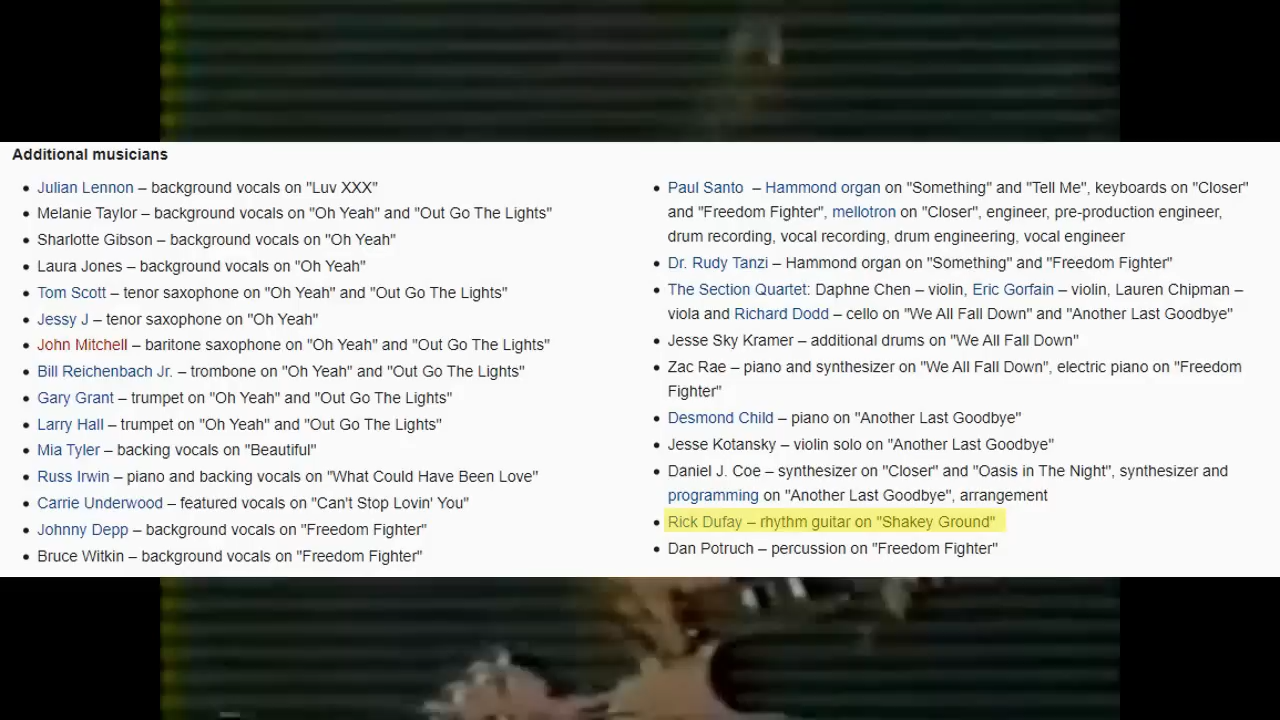 Additional musicians
Julian Lennon – background vocals on "Luv XXX"
Melanie Taylor – background vocals on "Oh Yeah" and "Out Go The Lights"
Sharlotte Gibson – background vocals on "Oh Yeah"
Laura Jones – background vocals on "Oh Yeah"
Tom Scott – tenor saxophone on "Oh Yeah" and "Out Go The Lights"
Jessy J – tenor saxophone on "Oh Yeah"
John Mitchell – baritone saxophone on "Oh Yeah" and "Out Go The Lights"
Bill Reichenbach Jr. – trombone on "Oh Yeah" and "Out Go The Lights"
Gary Grant – trumpet on "Oh Yeah" and "Out Go The Lights"
Larry Hall – trumpet on "Oh Yeah" and "Out Go The Lights"
Mia Tyler – backing vocals on "Beautiful"
Russ Irwin – piano and backing vocals on "What Could Have Been Love"
Carrie Underwood – featured vocals on "Can't Stop Lovin' You"
Johnny Depp – background vocals on "Freedom Fighter"
Bruce Witkin – background vocals on "Freedom Fighter"
Paul Santo – Hammond organ on "Something" and "Tell Me", keyboards on "Closer"
and "Freedom Fighter", mellotron on "Closer", engineer, pre-production engineer,
drum recording, vocal recording, drum engineering, vocal engineer
Dr. Rudy Tanzi – Hammond organ on "Something" and "Freedom Fighter"
The Section Quartet: Daphne Chen – violin, Eric Gorfain – violin, Lauren Chipman –
viola and Richard Dodd – cello on "We All Fall Down" and "Another Last Goodbye"
Jesse Sky Kramer – additional drums on "We All Fall Down"
Zac Rae – piano and synthesizer on "We All Fall Down", electric piano on "Freedom
Fighter"
Desmond Child – piano on "Another Last Goodbye"
Jesse Kotansky – violin solo on "Another Last Goodbye"
Daniel J. Coe – synthesizer on "Closer" and "Oasis in The Night", synthesizer and
programming on "Another Last Goodbye", arrangement
Rick Dufay – rhythm guitar on "Shakey Ground"
Dan Potruch – percussion on "Freedom Fighter"